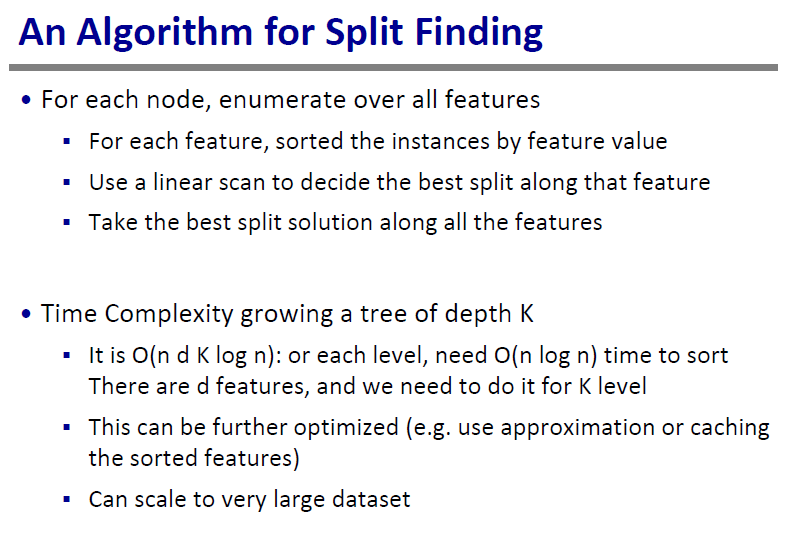 An Algorithm for Split Finding
• For each node, enumerate over all features
▪ For each feature, sorted the instances by feature value
▪ Use a linear scan to decide the best split along that feature
▪ Take the best split solution along all the features
• Time Complexity growing a tree of depth K
▪ It is O(n d K log n): or each level, need O(n log n) time to sort
There are d features, and we need to do it for K level
▪ This can be further optimized (e.g. use approximation or caching
the sorted features)
▪ Can scale to very large dataset